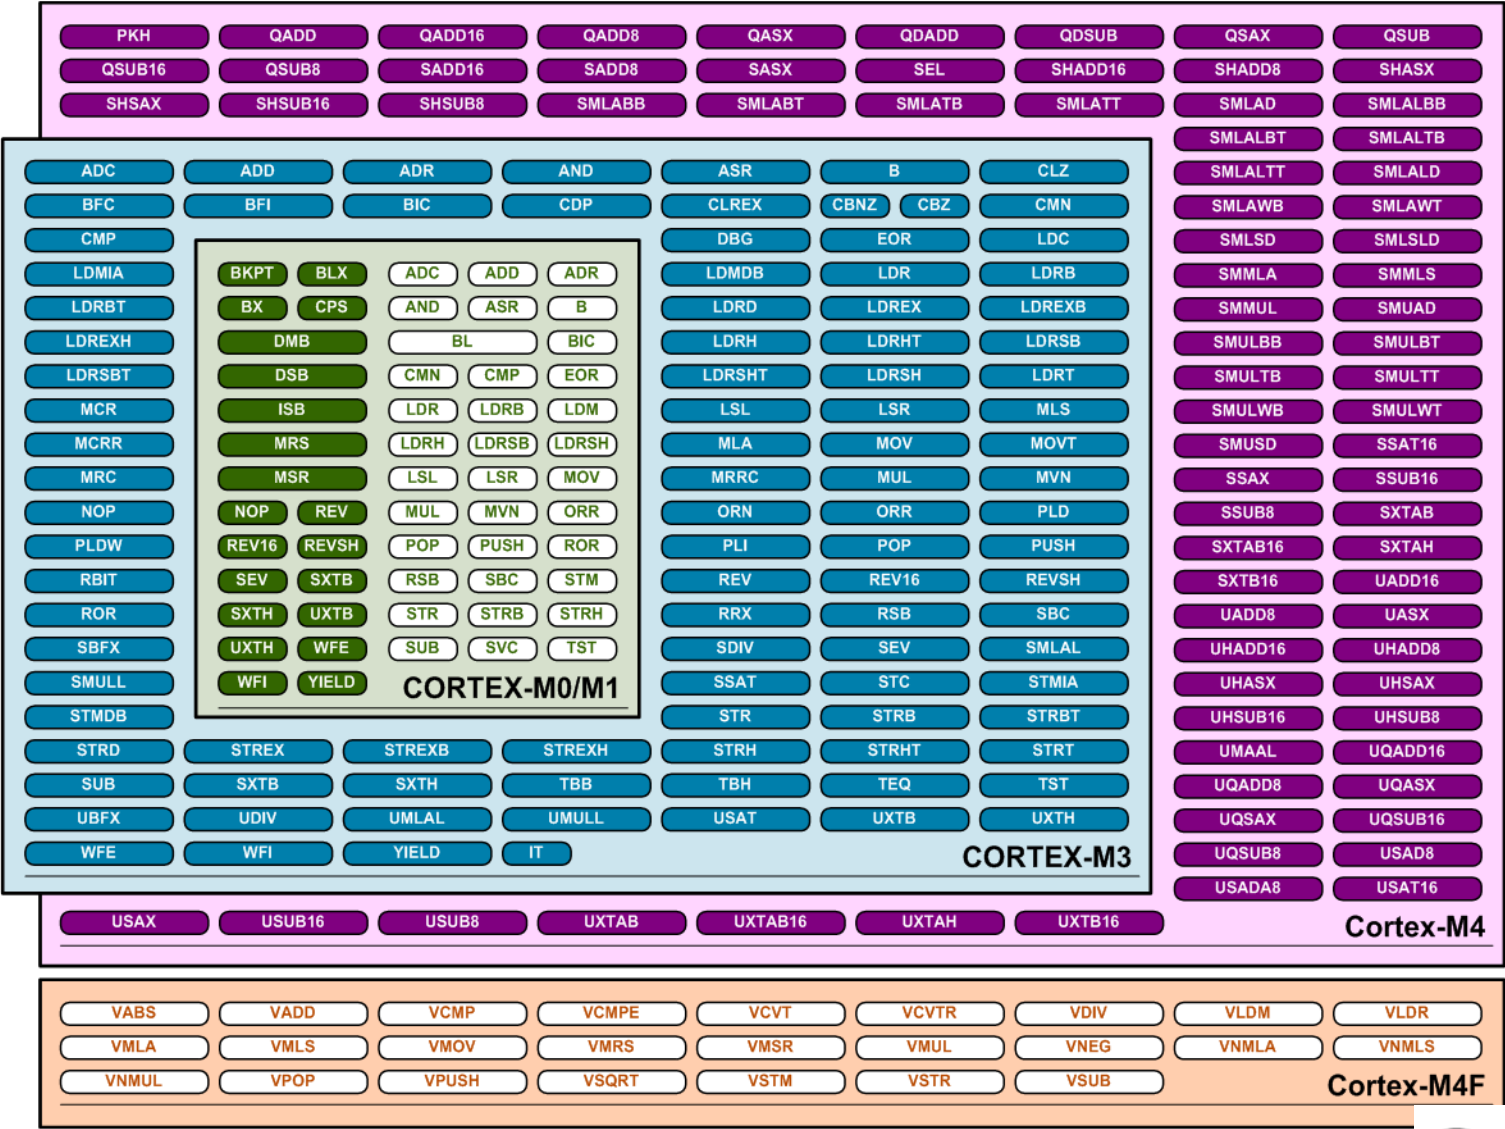 PKH QADD QADD16 QADD8 QASX QDADD QDSUB QSAX QSUB
QSUB16 QSUB8 SADD16 SADD8 SASX SEL SHADD16 SHADD8 SHASX
SHSAX SHSUB16 SHSUB8 SMLABB SMLABT SMLATB SMLATT SMLAD SMLALBB
SMLALBT SMLALTB
ADC ADD ADR AND ASR B CLZ SMLALTT SMLALD
BFC BFI BIC CDP CLREX CBNZ CBZ CMN SMLAWB SMLAWT
CMP DBG EOR LDC SMLSD SMLSLD
LDMIA BKPT BLX ADC ADD ADR LDMDB LDR LDRB SMMLA SMMLS
LDRBT BX CPS AND ASR B LDRD LDREX LDREXB SMMUL SMUAD
LDREXH DMB BL BIC LDRH LDRHT LDRSB SMULBB SMULBT
LDRSBT DSB CMN CMP EOR LDRSHT LDRSH LDRT SMULTB SMULTT
MCR ISB LDR LDRB LDM LSL LSR MLS SMULWB SMULWT
MCRR MRS LDRH LDRSB LDRSH MLA MOV MOVT SMUSD SSAT16
MRC MSR LSL LSR MOV MRRC MUL MVN SSAX SSUB16
NOP NOP REV MUL MVN ORR ORN ORR PLD SSUB8 SXTAB
PLDW REV16 REVSH POP PUSH ROR PLI POP PUSH SXTAB16 SXTAH
RBIT SEV SXTB RSB SBC STM REV REV16 REVSH SXTB16 UADD16
ROR SXTH UXTB STR STRB STRH RRX RSB SBC UADD8 UASX
SBFX UXTH WFE SUB SVC TST SDIV SEV SMLAL UHADD16 UHADD8
SMULL WFI YIELD CORTEX-M0/M1 SSAT STC STMIA UHASX UHSAX
STMDB STR STRB STRBT UHSUB16 UHSUB8
STRD STREX STREXB STREXH STRH STRHT STRT UMAAL UQADD16
SUB SXTB SXTH TBB TBH TEQ TST UQADD8 UQASX
UBFX UDIV UMLAL UMULL USAT UXTB UXTH UQSAX UQSUB16
WFE WFI YIELD IT CORTEX-M3 UQSUB8 USAD8
USADA8 USAT16
USAX USUB16 USUB8 UXTAB UXTAB16 UXTAH UXTB16 Cortex-M4
VABS VADD VCMP VCMPE VCVT VCVTR VDIV VLDM VLDR
VMLA VMLS VMOV VMRS VMSR VMUL VNEG VNMLA VNMLS
VNMUL VPOP VPUSH VSQRT VSTM VSTR VSUB Cortex-M4F